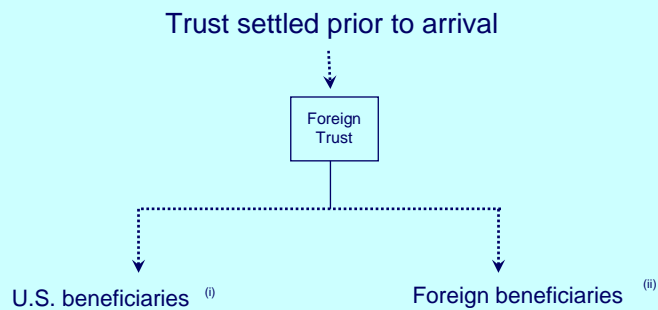 Trust settled prior to arrival
Foreign
Trust
U.S. beneficiaries (i)
Foreign beneficiaries (ii)